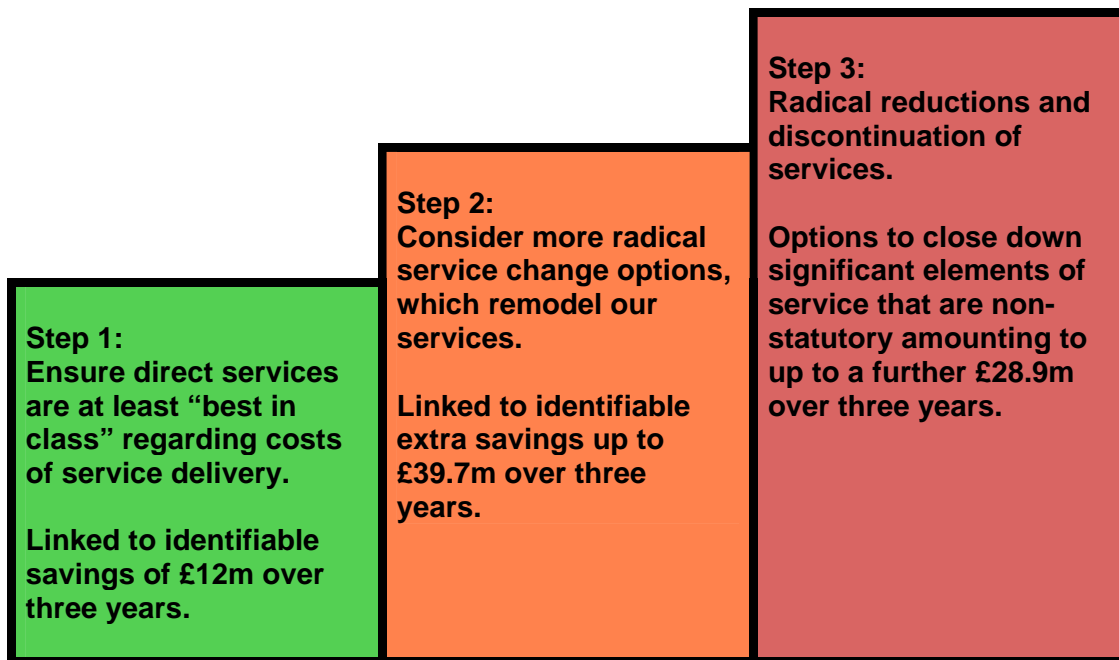 Step 1:
Ensure direct services
are at least “best in
class” regarding costs
of service delivery.
Linked to identifiable
savings of £12m over
three years.
Step 2:
Consider more radical
service change options,
which remodel our
services.
Linked to identifiable
extra savings up to
£39.7m over three
years.
Step 3:
Radical reductions and
discontinuation of
services.
Options to close down
significant elements of
service that are non-
statutory amounting to
up to a further £28.9m
over three years.